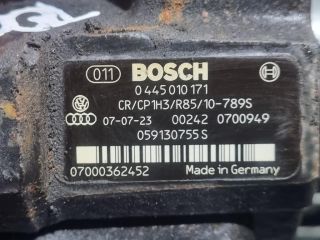 011 BOSCH
0 445 010 171
CR/CP1H3/R85/10-789S
07-07-23 00242 0700949
059130755S
07000362452 Made in Germany